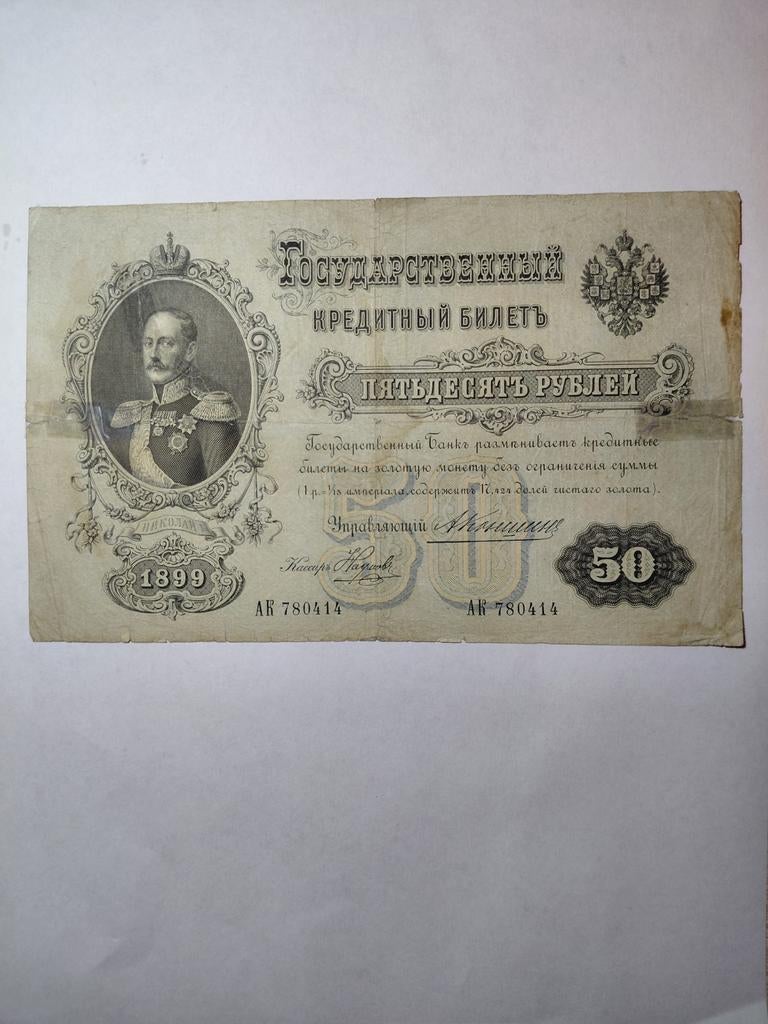 Государственный
кредитный билетъ
пятьдесятъ рублей
Государственный Банкъ размѣниваетъ кредитные
билеты на золотую монету безъ ограниченія суммы
(1 р.=1/15 имперіала, содержитъ 17,424 долей чистаго золота).
50
Управляющій
Кассиръ
НИКОЛАЙ I
1899
50
АК 780414
АК 780414